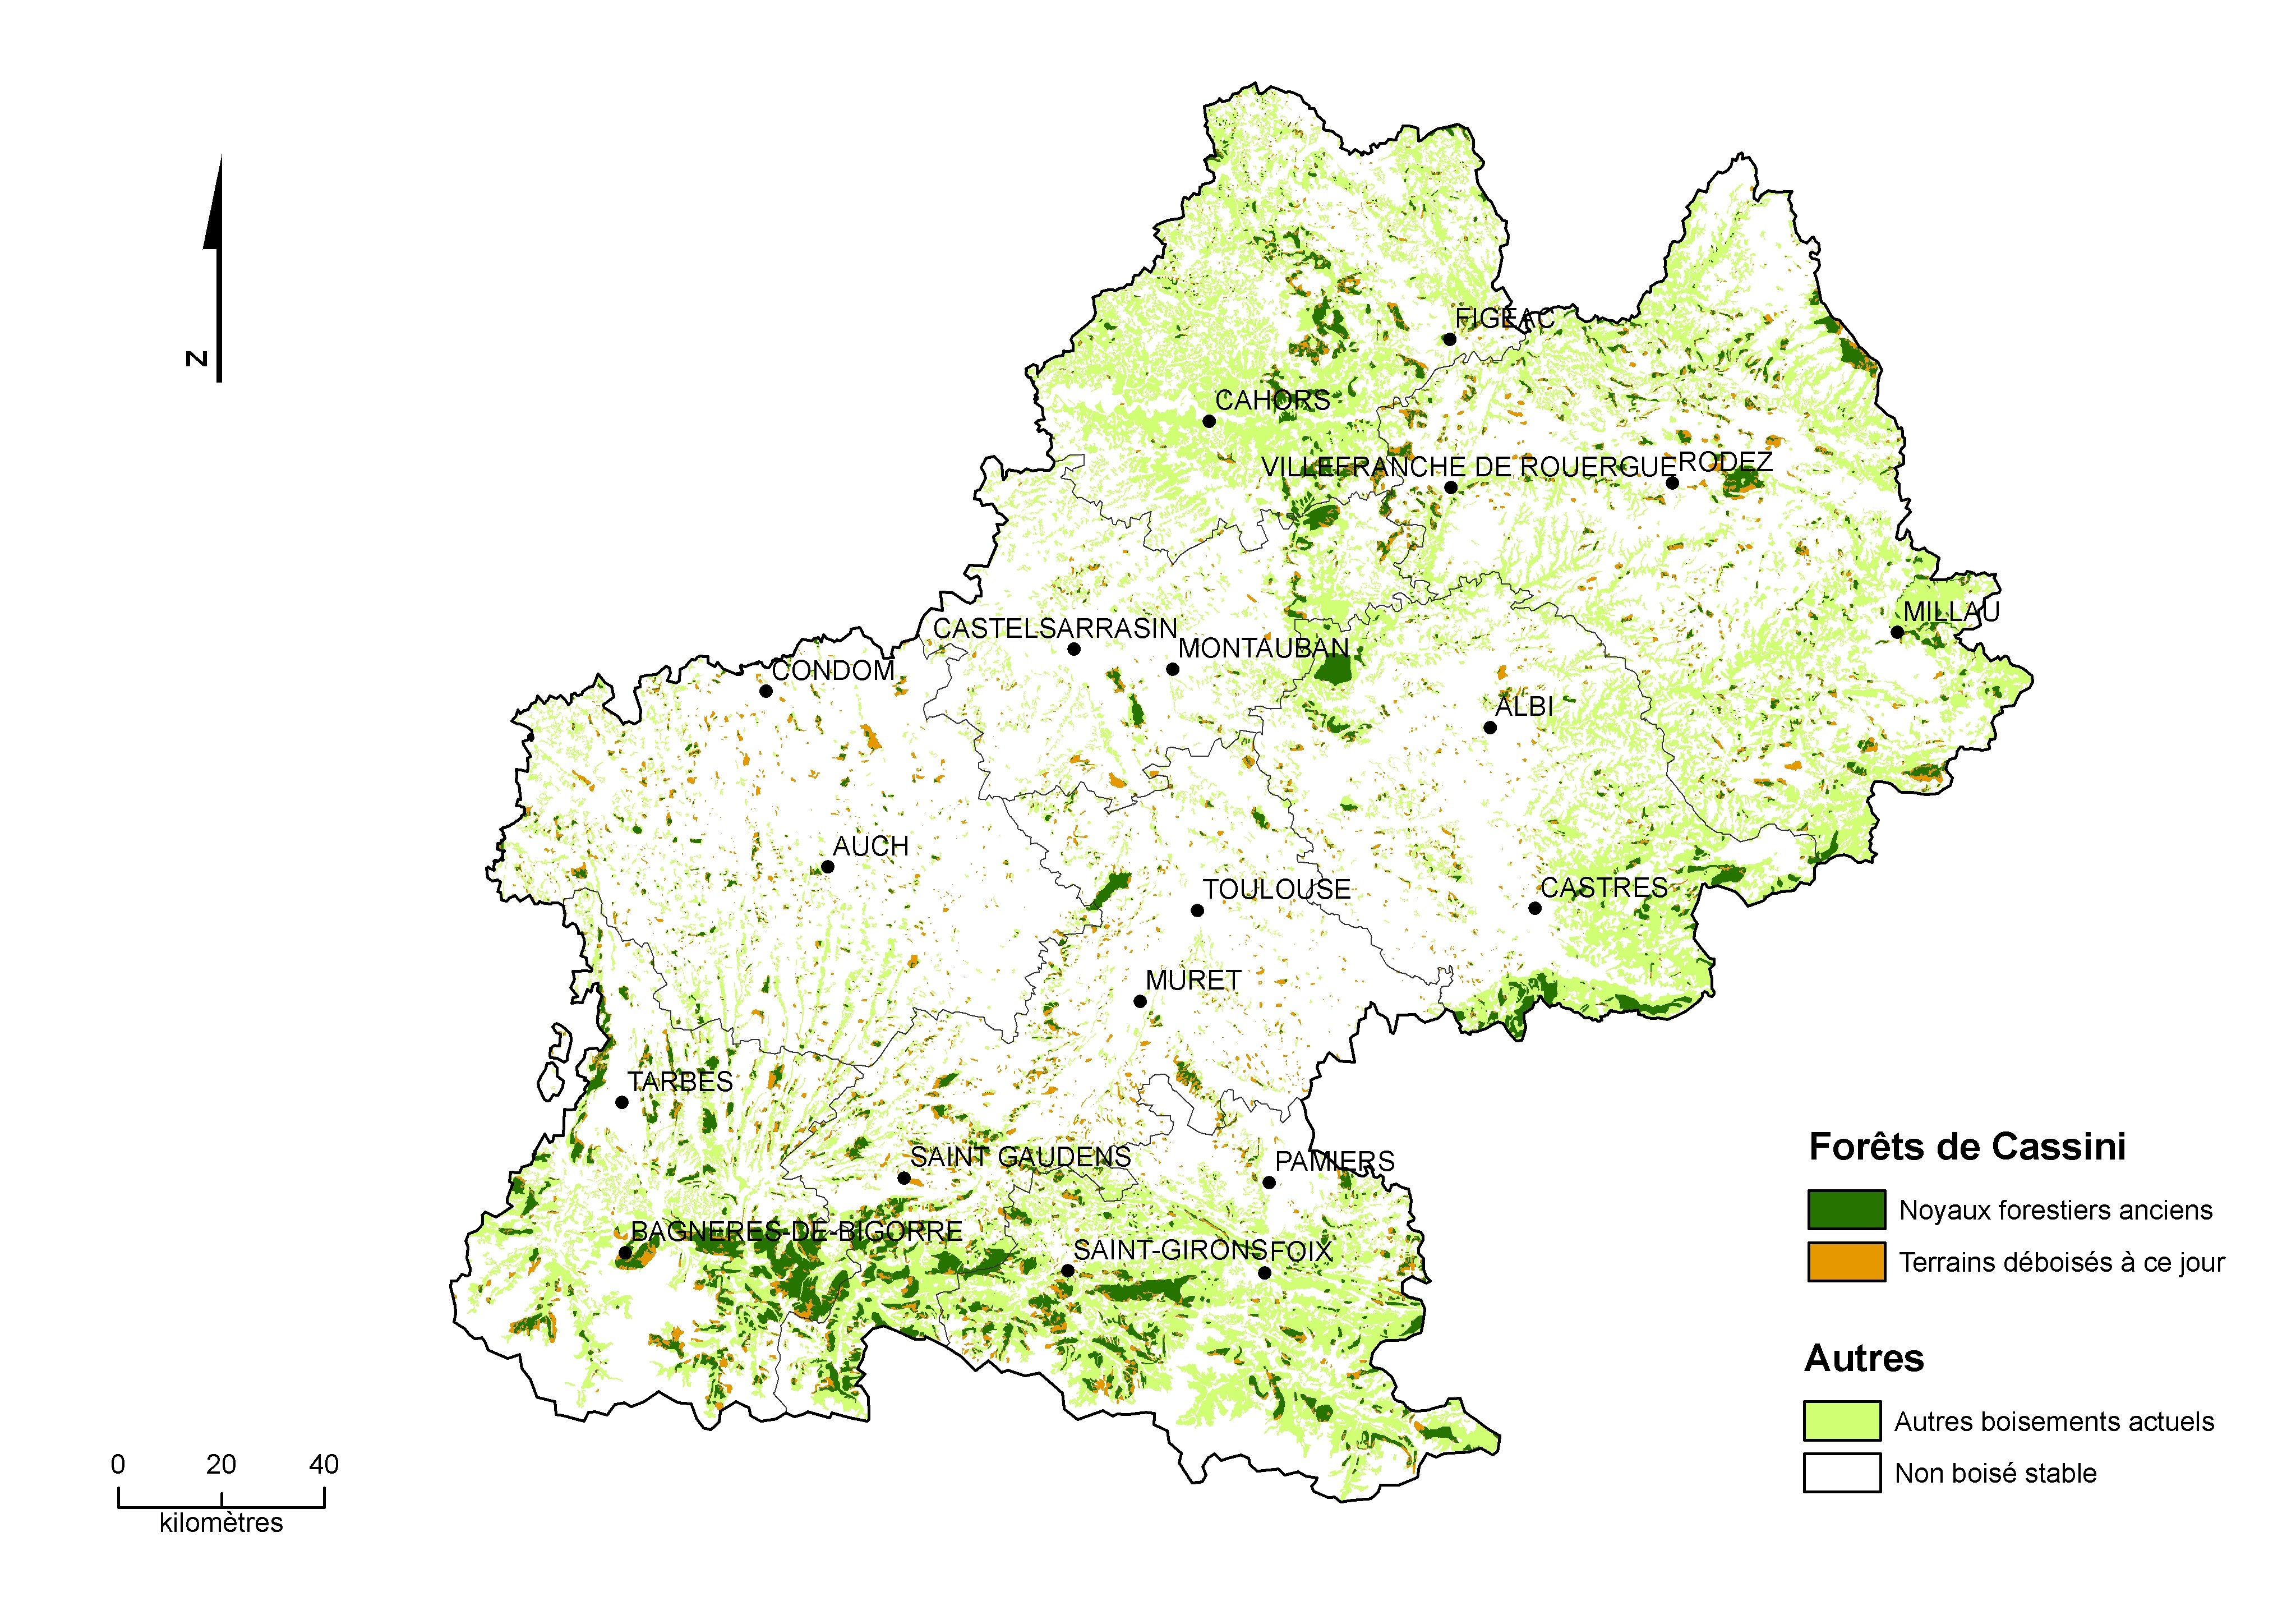 FIGEAC
CAHORS
VILLEFRANCHE DE ROUERGUE
RODEZ
MILLAU
CASTELSARRASIN
MONTAUBAN
CONDOM
ALBI
AUCH
TOULOUSE
CASTRES
MURET
TARBES
SAINT GAUDENS
PAMIERS
BAGNERES-DE-BIGORRE
SAINT-GIRONS
FOIX
N
0 20 40
kilomètres
Forêts de Cassini
Noyaux forestiers anciens
Terrains déboisés à ce jour
Autres
Autres boisements actuels
Non boisé stable